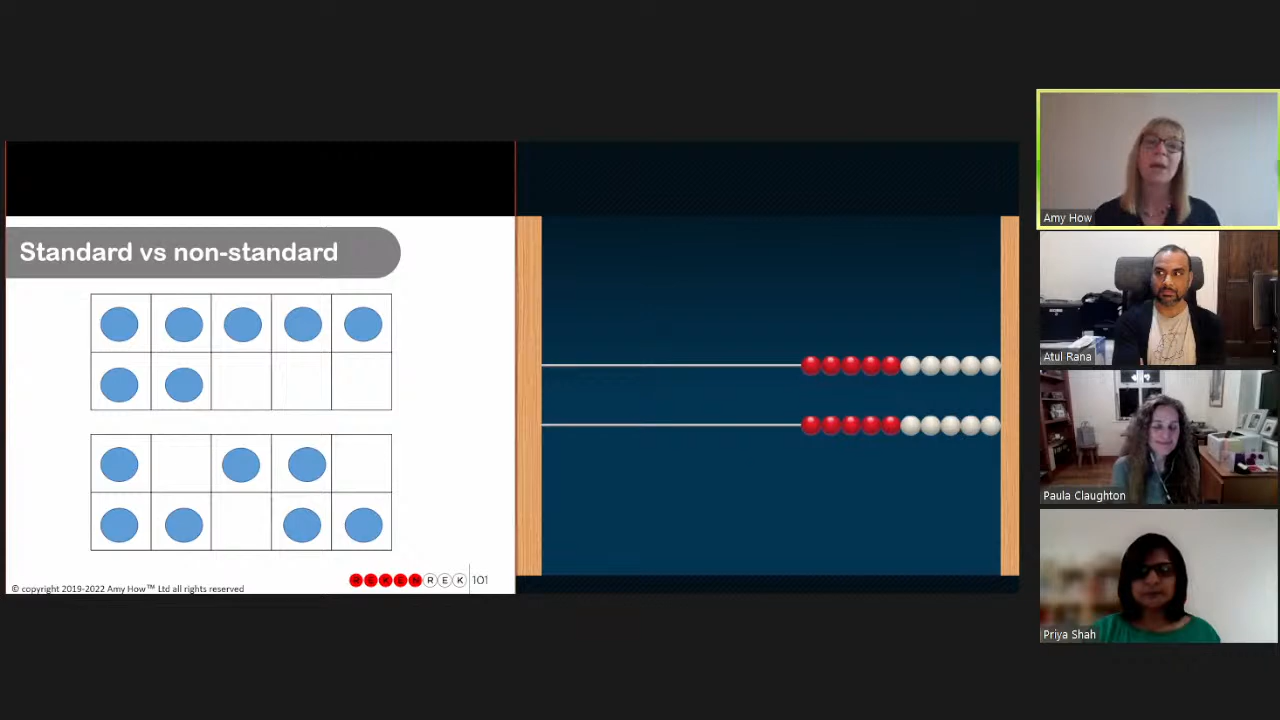 Standard vs non-standard
© copyright 2019-2022 Amy How™ Ltd all rights reserved
REKENREK 101
Amy How
Atul Rana
Paula Claughton
Priya Shah